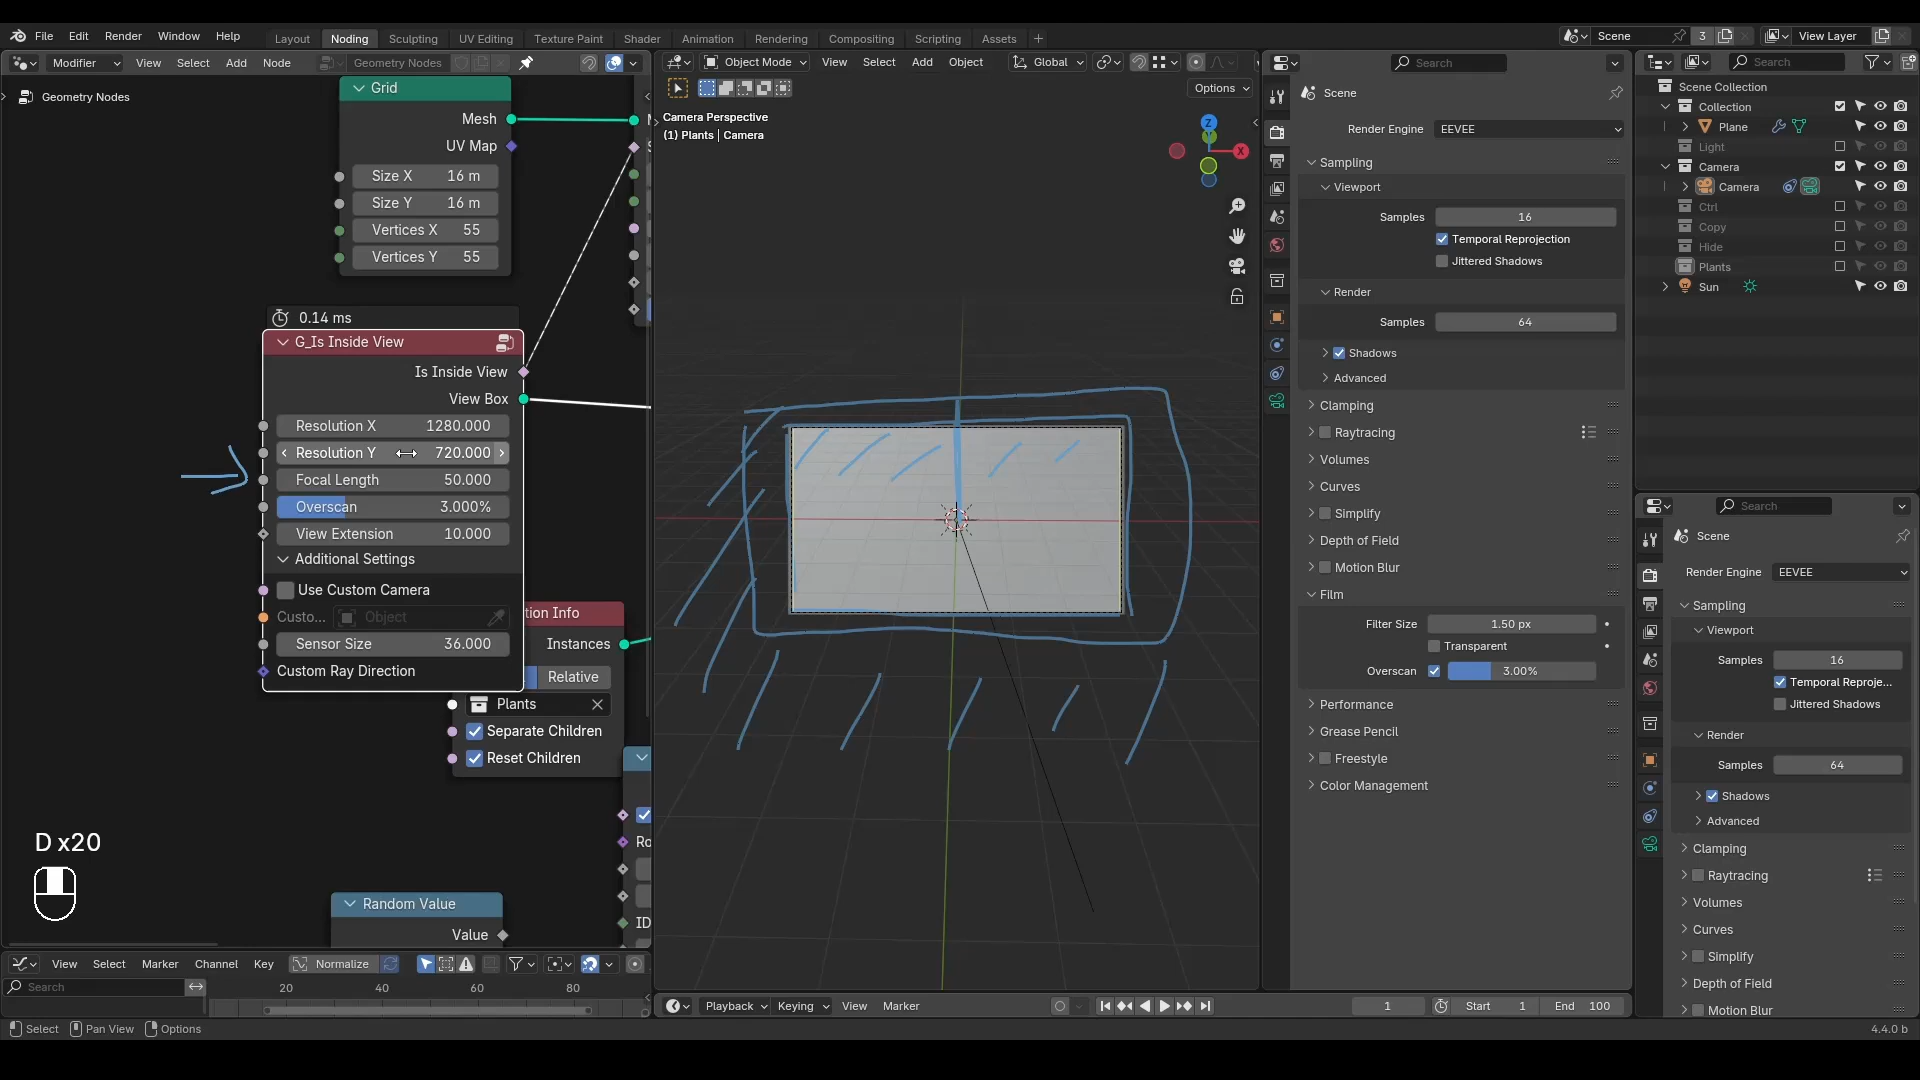 File Edit Render Window Help
Layout Noding Sculpting UV Editing Texture Paint Shader Animation Rendering Compositing Scripting Assets +
Scene 3 View Layer
Modifier View Select Add Node Geometry Nodes
Geometry Nodes
Grid
Mesh
UV Map
Size X 16 m
Size Y 16 m
Vertices X 55
Vertices Y 55
0.14 ms
G_Is Inside View
Is Inside View
View Box
Resolution X 1280.000
Resolution Y 720.000
Focal Length 50.000
Overscan 3.000%
View Extension 10.000
Additional Settings
Use Custom Camera
Custo... Object
Sensor Size 36.000
Custom Ray Direction
tion Info
Instances
Relative
Plants
Separate Children
Reset Children
Ro
ID
D x20
Random Value
Value
View Select Marker Channel Key Normalize
Search
20 40 80
Select Pan View Options
Object Mode View Select Add Object Global
Options
Camera Perspective
(1) Plants | Camera
Z
X
Playback Keying View Marker 1 Start 1 End 100
Search
Scene
Render Engine EEVEE
Sampling
Viewport
Samples 16
Temporal Reprojection
Jittered Shadows
Render
Samples 64
Shadows
Advanced
Clamping
Raytracing
Volumes
Curves
Simplify
Depth of Field
Motion Blur
Film
Filter Size 1.50 px
Transparent
Overscan 3.00%
Performance
Grease Pencil
Freestyle
Color Management
Search
Scene Collection
Collection
Plane
Light
Camera
Camera
Ctrl
Copy
Hide
Plants
Sun
Search
Scene
Render Engine EEVEE
Sampling
Viewport
Samples 16
Temporal Reproje...
Jittered Shadows
Render
Samples 64
Shadows
Advanced
Clamping
Raytracing
Volumes
Curves
Simplify
Depth of Field
Motion Blur
4.4.0 b